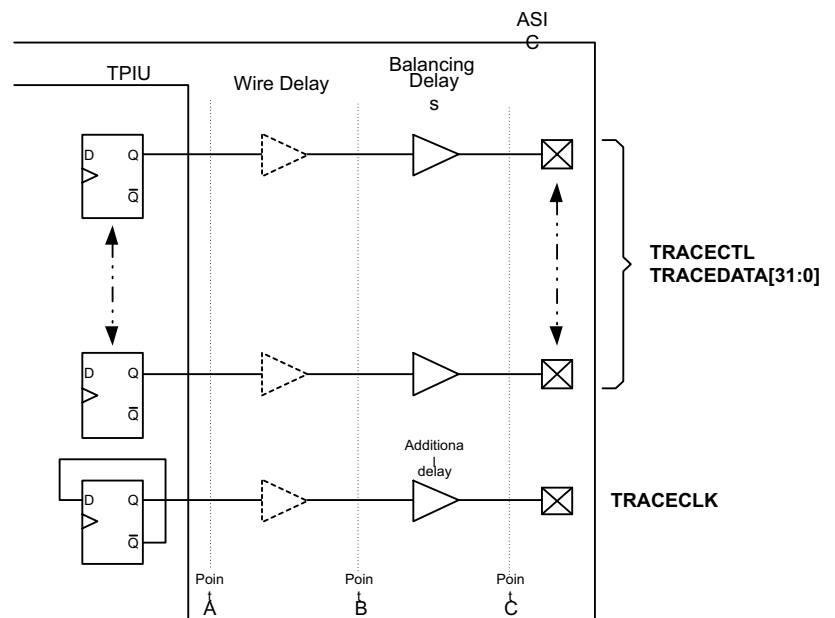 ASI
C
TPIU
Wire Delay
Balancing
Delay
s
D Q
Q
TRACECTL
TRACEDATA[31:0]
D Q
Q
Additiona
l
delay
D Q
Q
TRACECLK
Poin
t
A
Poin
t
B
Poin
t
C